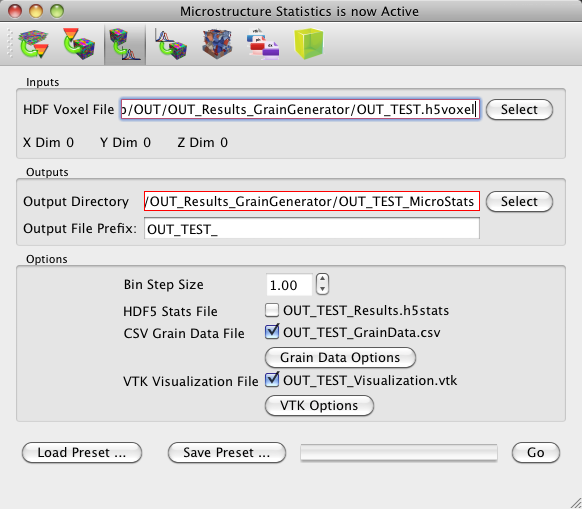 Microstructure Statistics is now Active
Inputs
HDF Voxel File /OUT/OUT_Results_GrainGenerator/OUT_TEST.h5voxel Select
X Dim 0 Y Dim 0 Z Dim 0
Outputs
Output Directory /OUT_Results_GrainGenerator/OUT_TEST_MicroStats Select
Output File Prefix: OUT_TEST_
Options
Bin Step Size 1.00
HDF5 Stats File OUT_TEST_Results.h5stats
CSV Grain Data File OUT_TEST_GrainData.csv
Grain Data Options
VTK Visualization File OUT_TEST_Visualization.vtk
VTK Options
Load Preset ... Save Preset ... Go